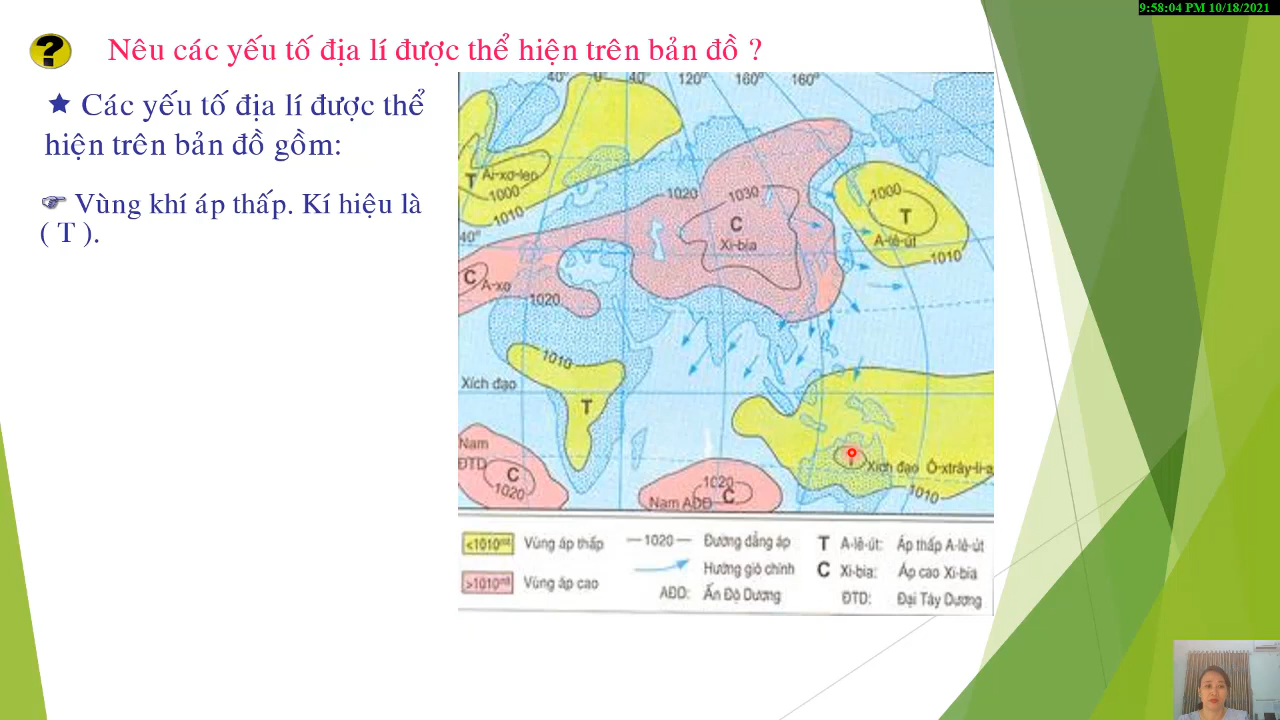 9:58:04 PM 10/18/2021
? Nêu các yếu tố địa lí được thể hiện trên bản đồ ?
★ Các yếu tố địa lí được thể
hiện trên bản đồ gồm:
☞ Vùng khí áp thấp. Kí hiệu là
( T ).
40° 0° 40° 120° 160° 160°
T Ai-xơ-len
1000
1010
1020
1030
C
Xi-bia
1000
T
A-lê-út
1010
40°
C A-xo
1020
1010
Xích đạo
T
Nam
ĐTD
C
1020
1020
Nam AĐD C
Xích đạo Ô-xtrây-li-a
1010
<1010mb Vùng áp thấp
>1010mb Vùng áp cao
—1020— Đường đẳng áp
Hướng gió chính
AĐD: Ấn Độ Dương
T A-lê-út: Áp thấp A-lê-út
C Xi-bia: Áp cao Xi-bia
ĐTD: Đại Tây Dương